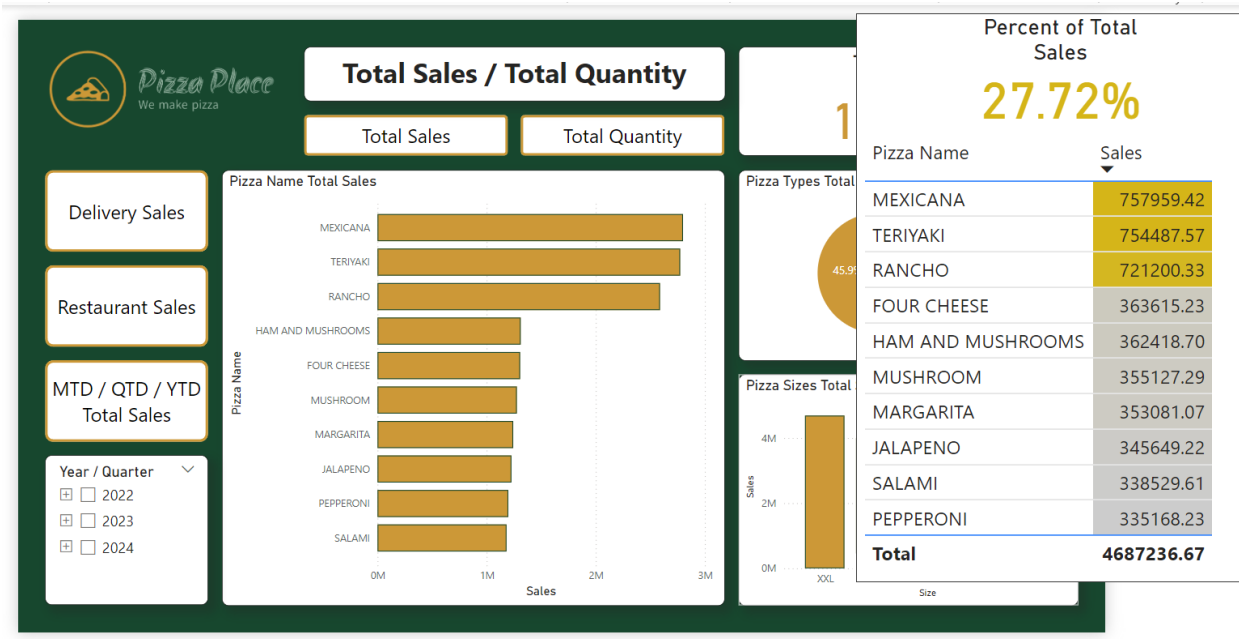 Pizza Place
We make pizza
Total Sales / Total Quantity
Total Sales
Total Quantity
Delivery Sales
Restaurant Sales
MTD / QTD / YTD
Total Sales
Year / Quarter
2022
2023
2024
Pizza Name Total Sales
Pizza Name
MEXICANA
TERIYAKI
RANCHO
HAM AND MUSHROOMS
FOUR CHEESE
MUSHROOM
MARGARITA
JALAPENO
PEPPERONI
SALAMI
0M
1M
2M
3M
Sales
1
Pizza Types Total
45.9
Pizza Sizes Total
Sales
4M
2M
0M
XXL
Size
Percent of Total
Sales
27.72%
Pizza Name Sales
MEXICANA 757959.42
TERIYAKI 754487.57
RANCHO 721200.33
FOUR CHEESE 363615.23
HAM AND MUSHROOMS 362418.70
MUSHROOM 355127.29
MARGARITA 353081.07
JALAPENO 345649.22
SALAMI 338529.61
PEPPERONI 335168.23
Total 4687236.67